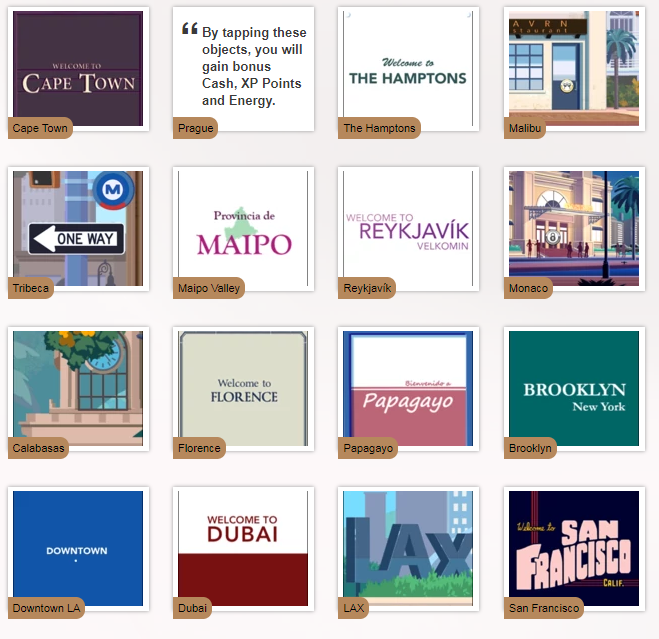 WELCOME TO
CAPE TOWN
Cape Town
“ By tapping these
objects, you will
gain bonus
Cash, XP Points
and Energy.
Prague
Welcome to
THE HAMPTONS
The Hamptons
AVRN
staurant
Malibu
M
ONE WAY
Tribeca
Provincia de
MAIPO
Maipo Valley
WELCOME TO
REYKJAVÍK
VELKOMIN
Reykjavík
8
Monaco
Calabasas
Welcome to
FLORENCE
Florence
Bienvenido a
Papagayo
Papagayo
BROOKLYN
New York
Brooklyn
DOWNTOWN
Downtown LA
WELCOME TO
DUBAI
Dubai
LAX
LAX
Welcome to
SAN
FRANCISCO
CALIF.
San Francisco